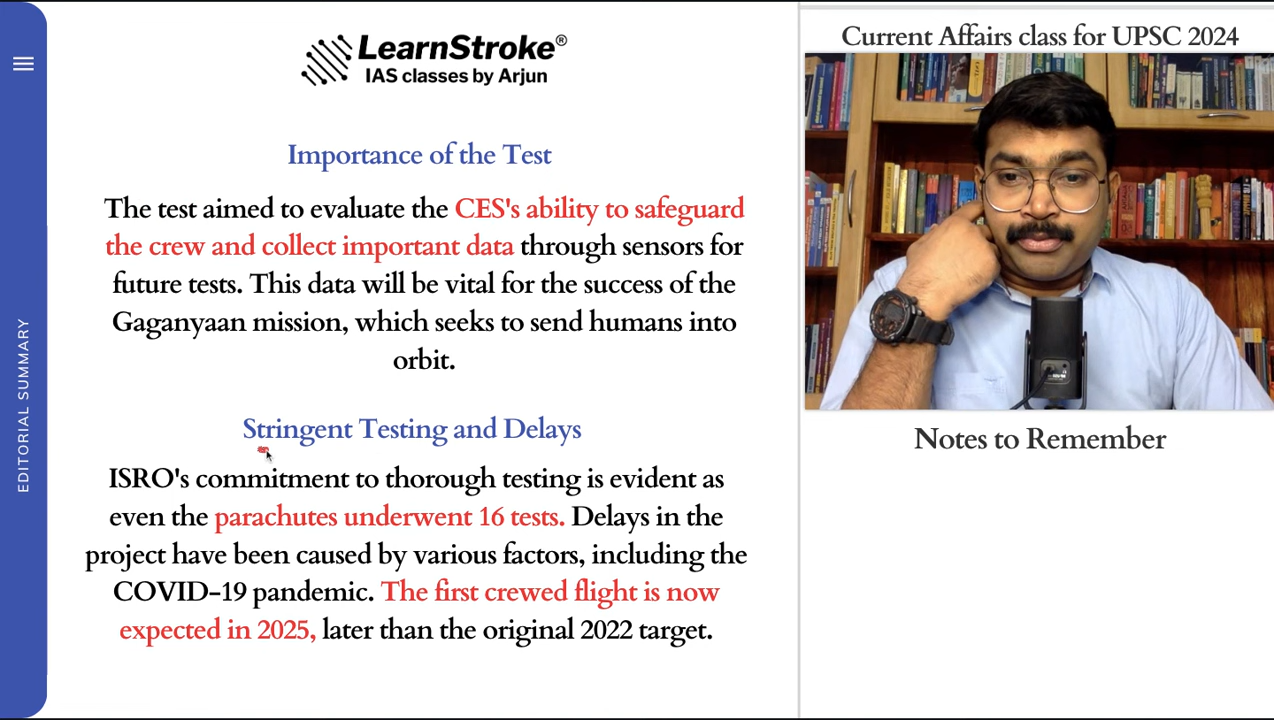 LearnStroke®
IAS classes by Arjun
Importance of the Test
The test aimed to evaluate the CES's ability to safeguard
the crew and collect important data through sensors for
future tests. This data will be vital for the success of the
Gaganyaan mission, which seeks to send humans into
orbit.
Stringent Testing and Delays
ISRO's commitment to thorough testing is evident as
even the parachutes underwent 16 tests. Delays in the
project have been caused by various factors, including the
COVID-19 pandemic. The first crewed flight is now
expected in 2025, later than the original 2022 target.
EDITORIAL SUMMARY
Current Affairs class for UPSC 2024
Notes to Remember